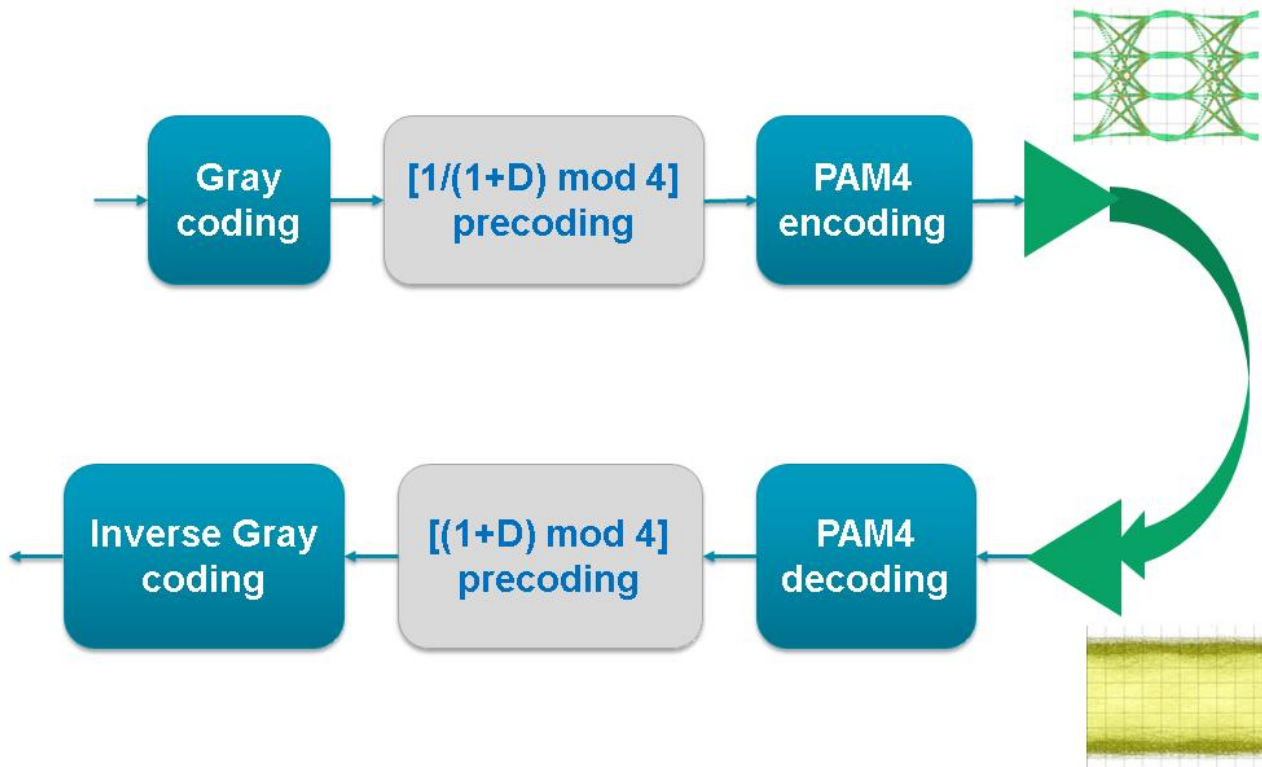 Gray
coding
[1/(1+D) mod 4]
precoding
PAM4
encoding
Inverse Gray
coding
[(1+D) mod 4]
precoding
PAM4
decoding